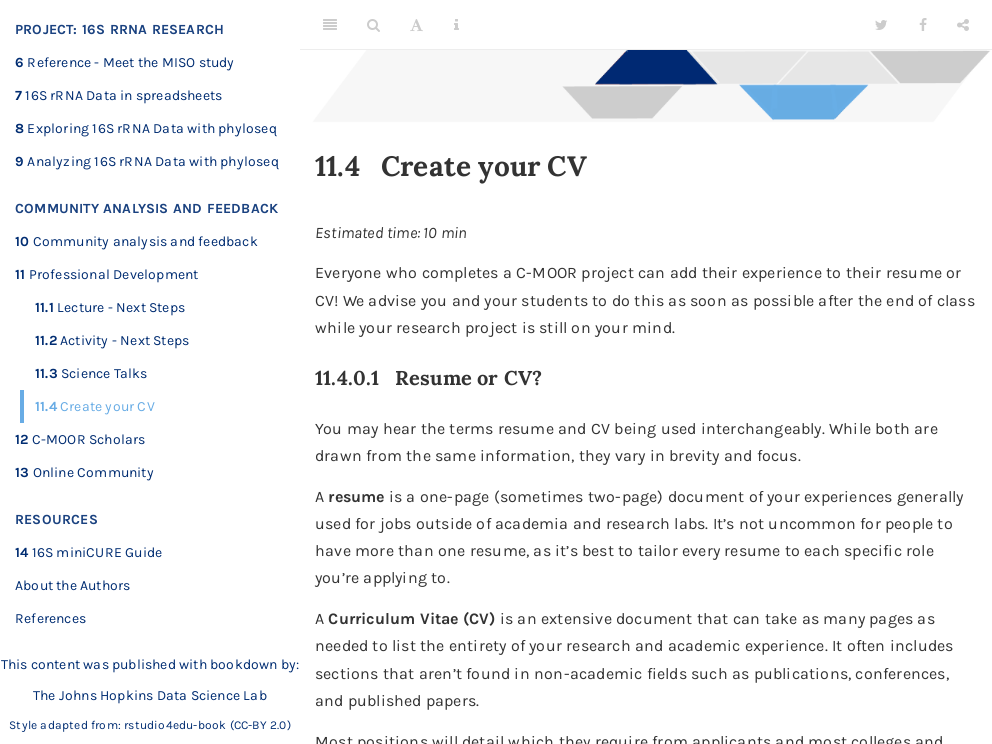 PROJECT: 16S RRNA RESEARCH
6 Reference - Meet the MISO study
7 16S rRNA Data in spreadsheets
8 Exploring 16S rRNA Data with phyloseq
9 Analyzing 16S rRNA Data with phyloseq
COMMUNITY ANALYSIS AND FEEDBACK
10 Community analysis and feedback
11 Professional Development
11.1 Lecture - Next Steps
11.2 Activity - Next Steps
11.3 Science Talks
11.4 Create your CV
12 C-MOOR Scholars
13 Online Community
RESOURCES
14 16S miniCURE Guide
About the Authors
References
This content was published with bookdown by:
The Johns Hopkins Data Science Lab
Style adapted from: rstudio4edu-book (CC-BY 2.0)
11.4 Create your CV
Estimated time: 10 min
Everyone who completes a C-MOOR project can add their experience to their resume or
CV! We advise you and your students to do this as soon as possible after the end of class
while your research project is still on your mind.
11.4.0.1 Resume or CV?
You may hear the terms resume and CV being used interchangeably. While both are
drawn from the same information, they vary in brevity and focus.
A resume is a one-page (sometimes two-page) document of your experiences generally
used for jobs outside of academia and research labs. It’s not uncommon for people to
have more than one resume, as it’s best to tailor every resume to each specific role
you’re applying to.
A Curriculum Vitae (CV) is an extensive document that can take as many pages as
needed to list the entirety of your research and academic experience. It often includes
sections that aren’t found in non-academic fields such as publications, conferences,
and published papers.
Most positions will detail which they require from applicants and most colleges and